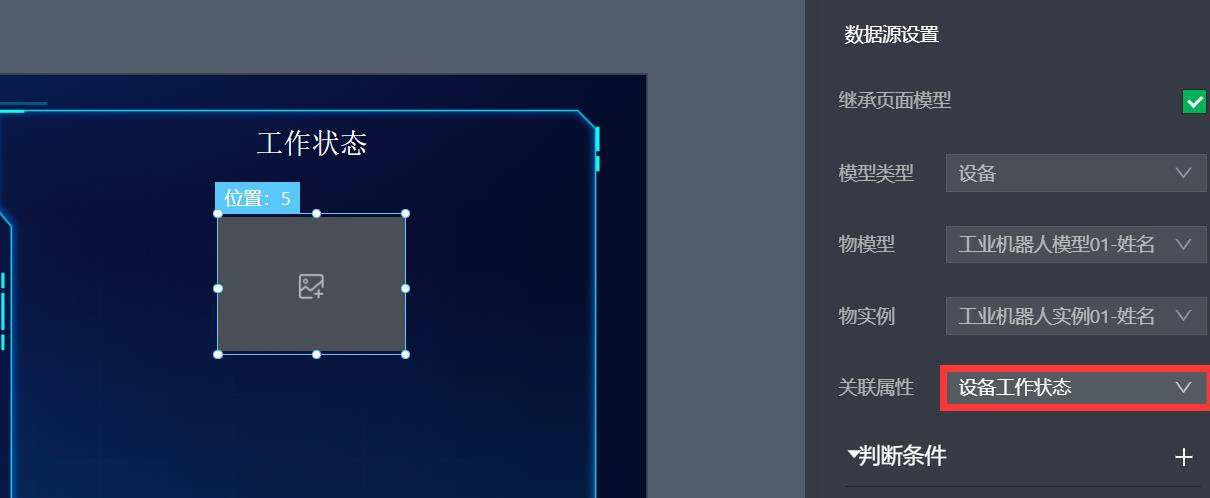 工作状态
位置：5
数据源设置
继承页面模型
模型类型
设备
物模型
工业机器人模型01-姓名
物实例
工业机器人实例01-姓名
关联属性
设备工作状态
判断条件